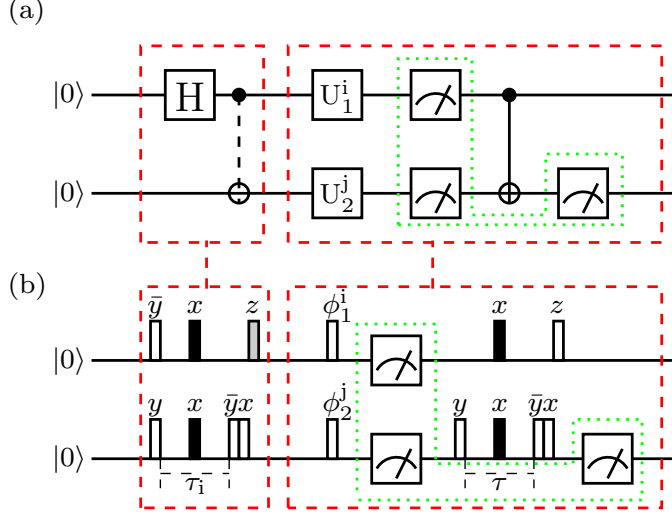 (a)
|0⟩ H U₁ⁱ
|0⟩ U₂ʲ
(b)
ȳ x z ϕ₁ⁱ x z
|0⟩
y x ȳx ϕ₂ʲ y x ȳx
|0⟩
τᵢ τ